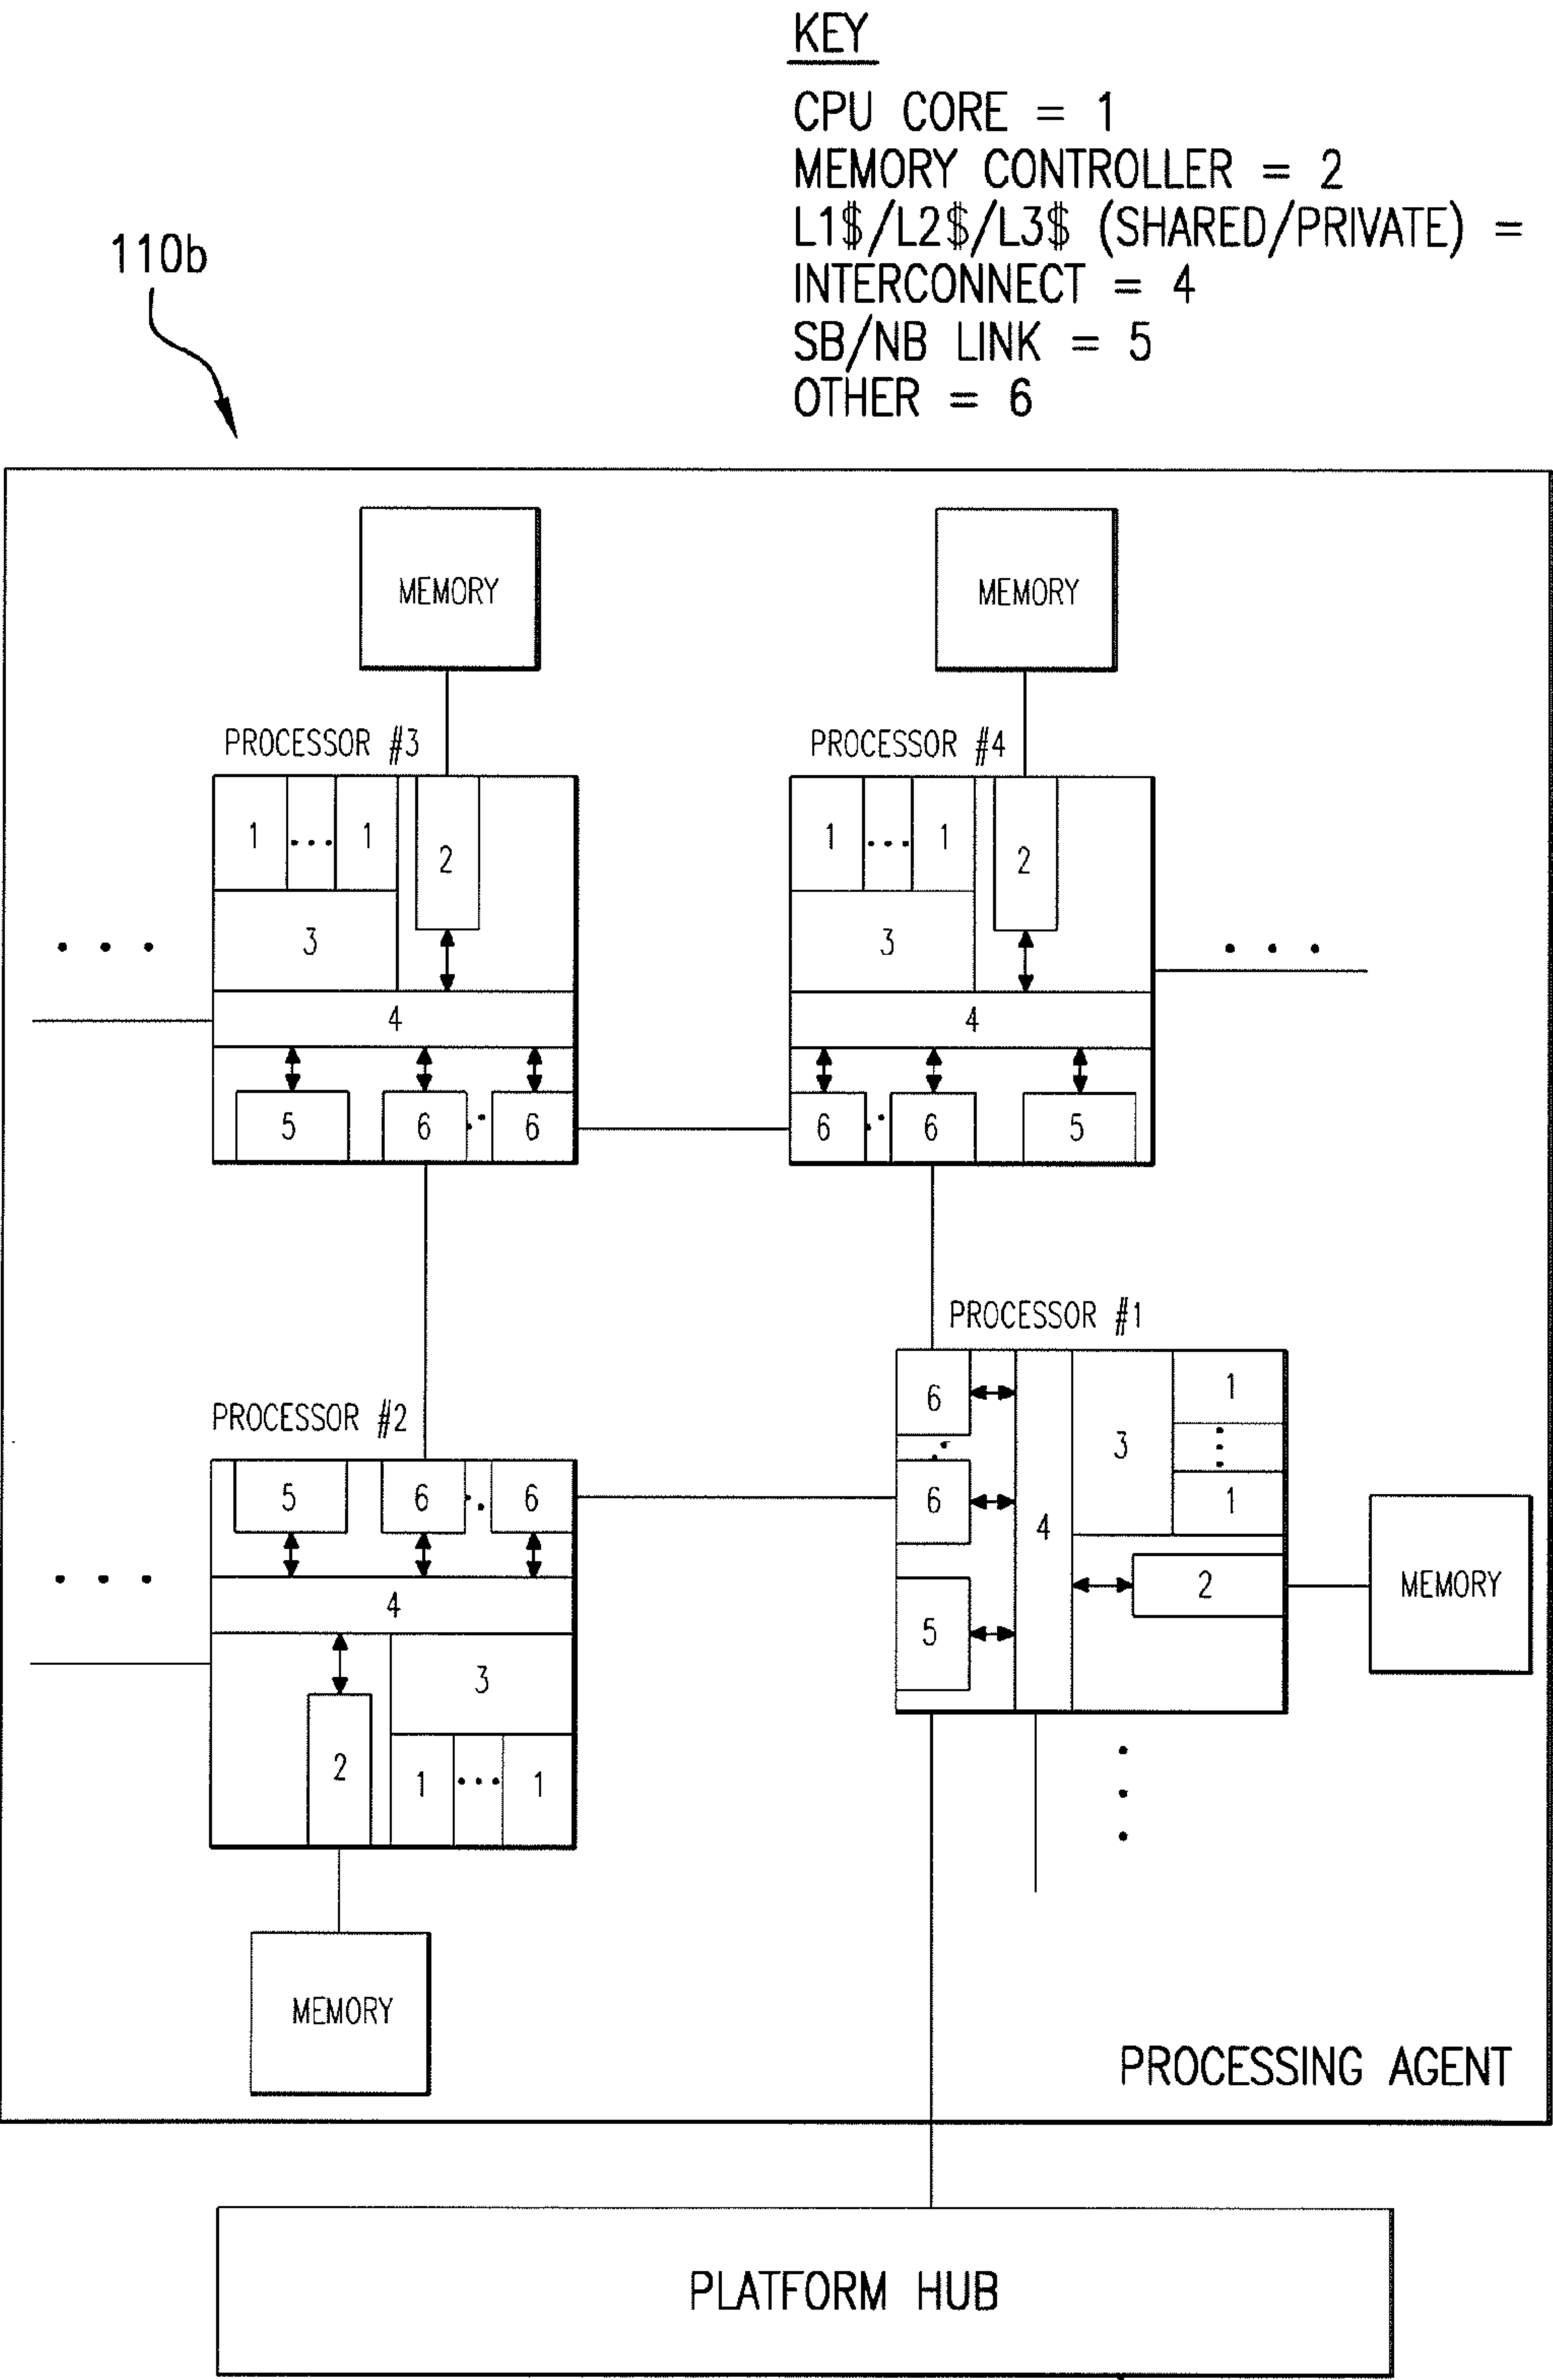 KEY
CPU CORE = 1
MEMORY CONTROLLER = 2
L1$/L2$/L3$ (SHARED/PRIVATE) =
INTERCONNECT = 4
SB/NB LINK = 5
OTHER = 6
110b
MEMORY
MEMORY
PROCESSOR #3
PROCESSOR #4
1 ... 1
2
1 ... 1
2
3
3
4
4
5
6
6
6
6
5
PROCESSOR #1
6
3
1
1
6
4
2
5
MEMORY
PROCESSOR #2
5
6
6
4
3
2
1 ... 1
MEMORY
PROCESSING AGENT
PLATFORM HUB